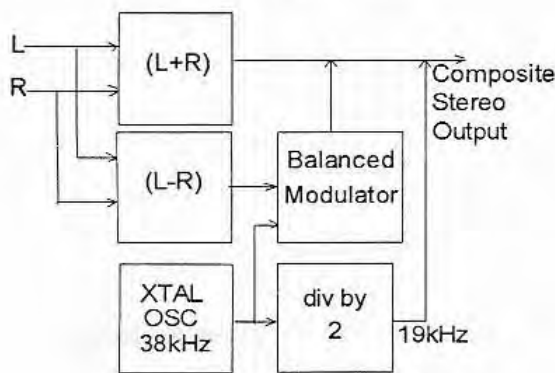 L
R
(L+R)
Composite
Stereo
Output
(L-R)
Balanced
Modulator
XTAL
OSC
38kHz
div by
2
19kHz